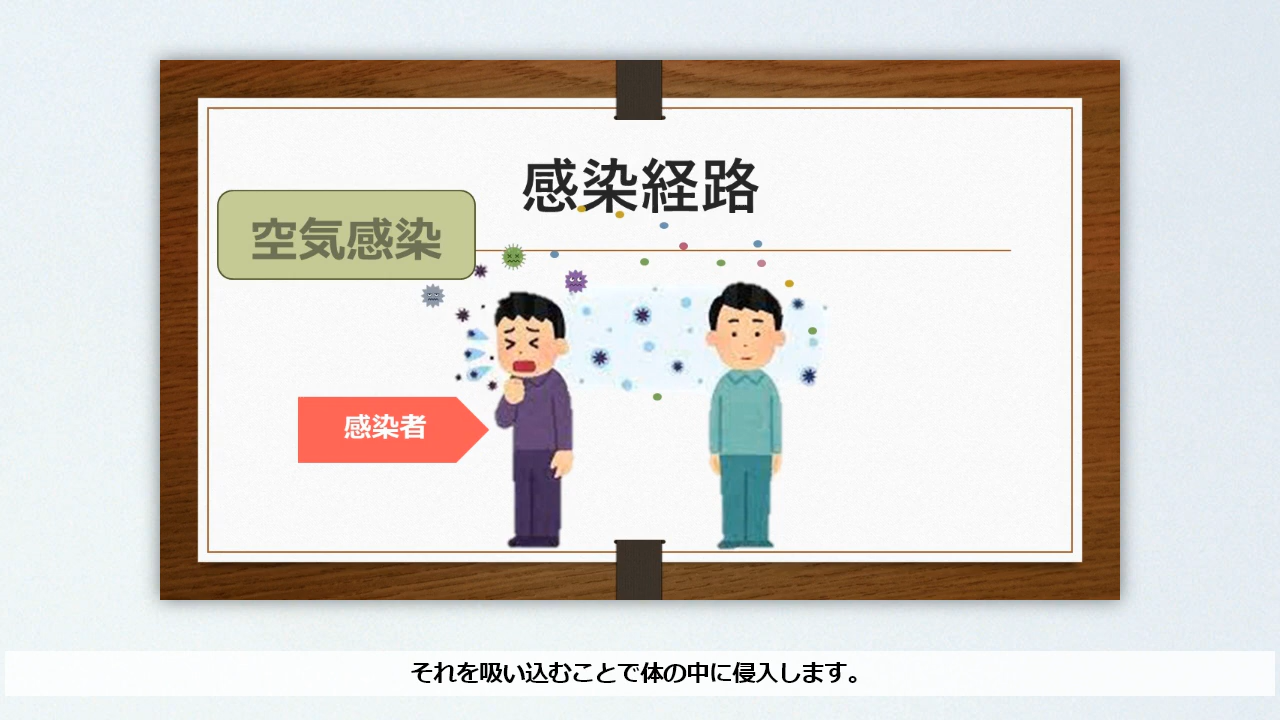 感染経路
空気感染
感染者
それを吸い込むことで体の中に侵入します。